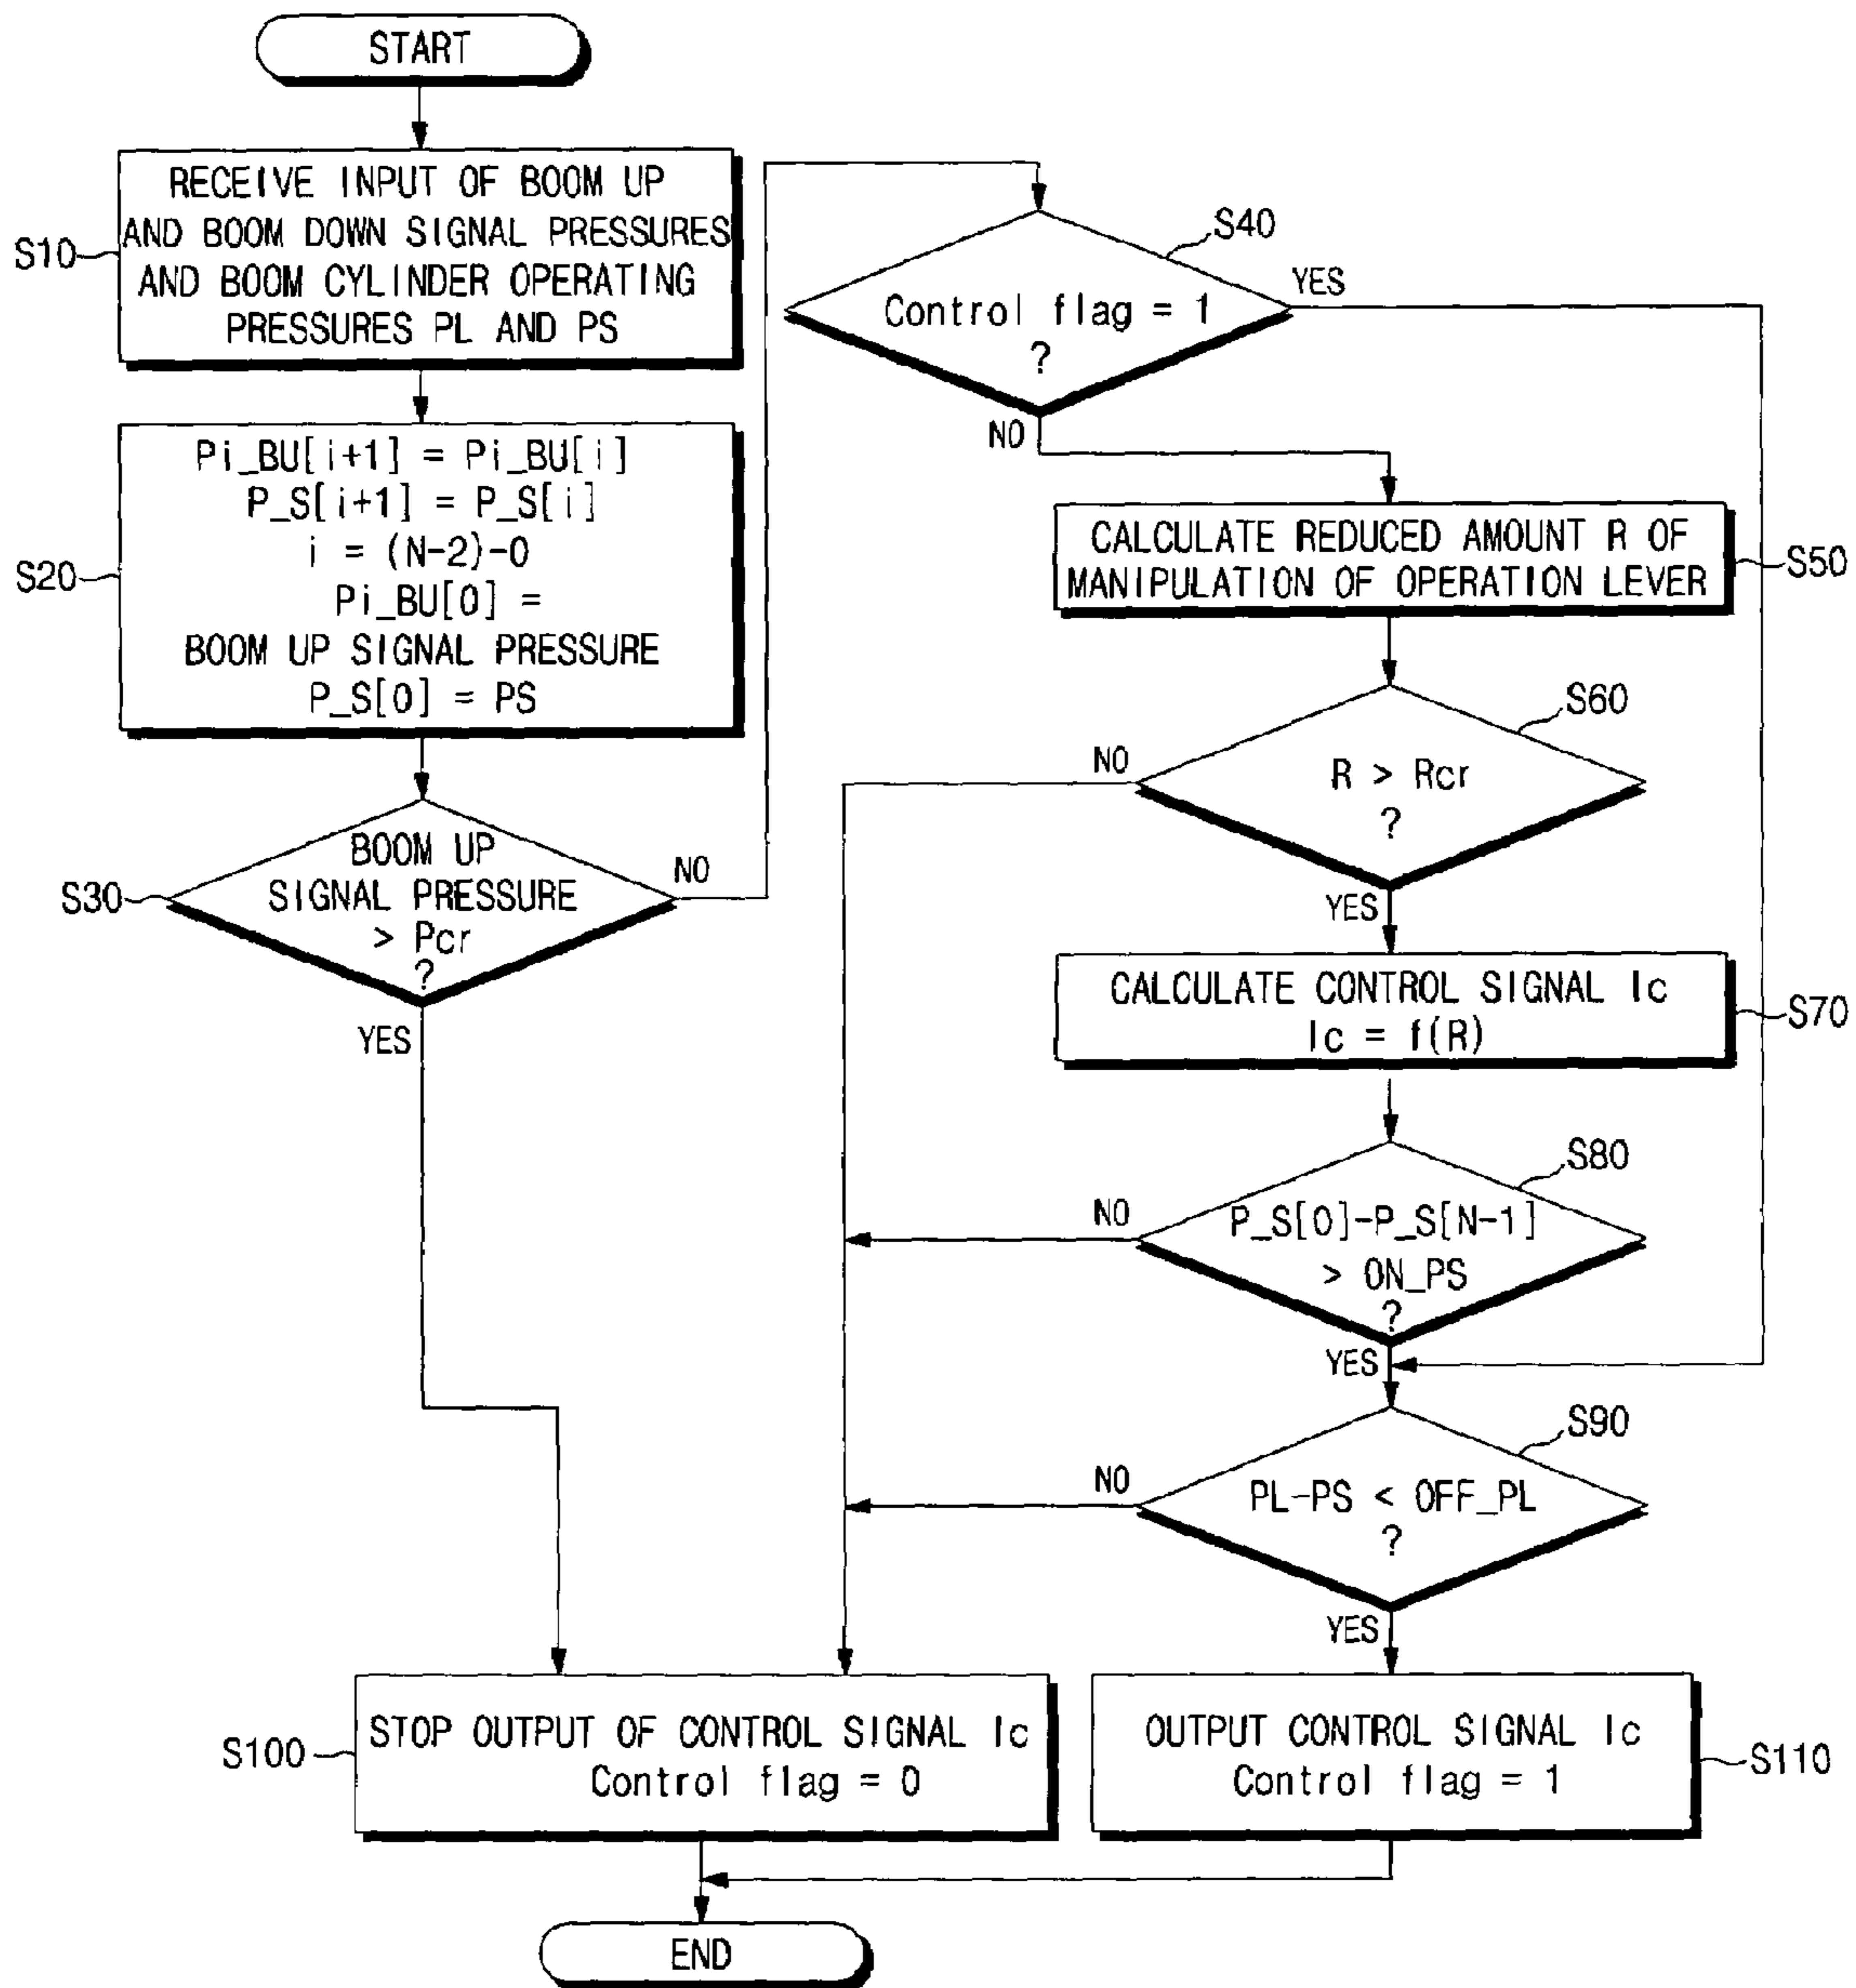 START
RECEIVE INPUT OF BOOM UP
AND BOOM DOWN SIGNAL PRESSURES
AND BOOM CYLINDER OPERATING
PRESSURES PL AND PS
S10
Pi_BU[i+1] = Pi_BU[i]
P_S[i+1] = P_S[i]
i = (N-2)-0
Pi_BU[0] =
BOOM UP SIGNAL PRESSURE
P_S[0] = PS
S20
BOOM UP
SIGNAL PRESSURE
> Pcr
?
S30
NO
YES
S40
Control flag = 1
?
YES
NO
CALCULATE REDUCED AMOUNT R OF
MANIPULATION OF OPERATION LEVER
S50
S60
R > Rcr
?
NO
YES
CALCULATE CONTROL SIGNAL Ic
Ic = f(R)
S70
S80
P_S[0]-P_S[N-1]
> ON_PS
?
NO
YES
S90
PL-PS < OFF_PL
?
NO
YES
STOP OUTPUT OF CONTROL SIGNAL Ic
Control flag = 0
S100
OUTPUT CONTROL SIGNAL Ic
Control flag = 1
S110
END